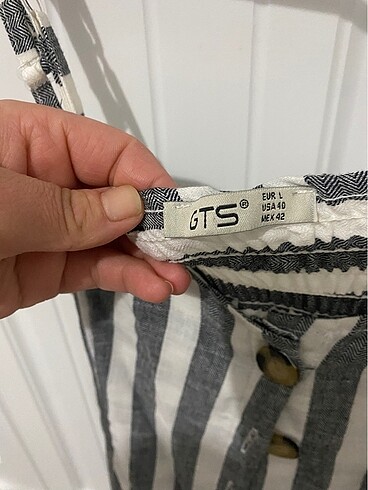 GTS®
EUR L
USA 40
MEX 42